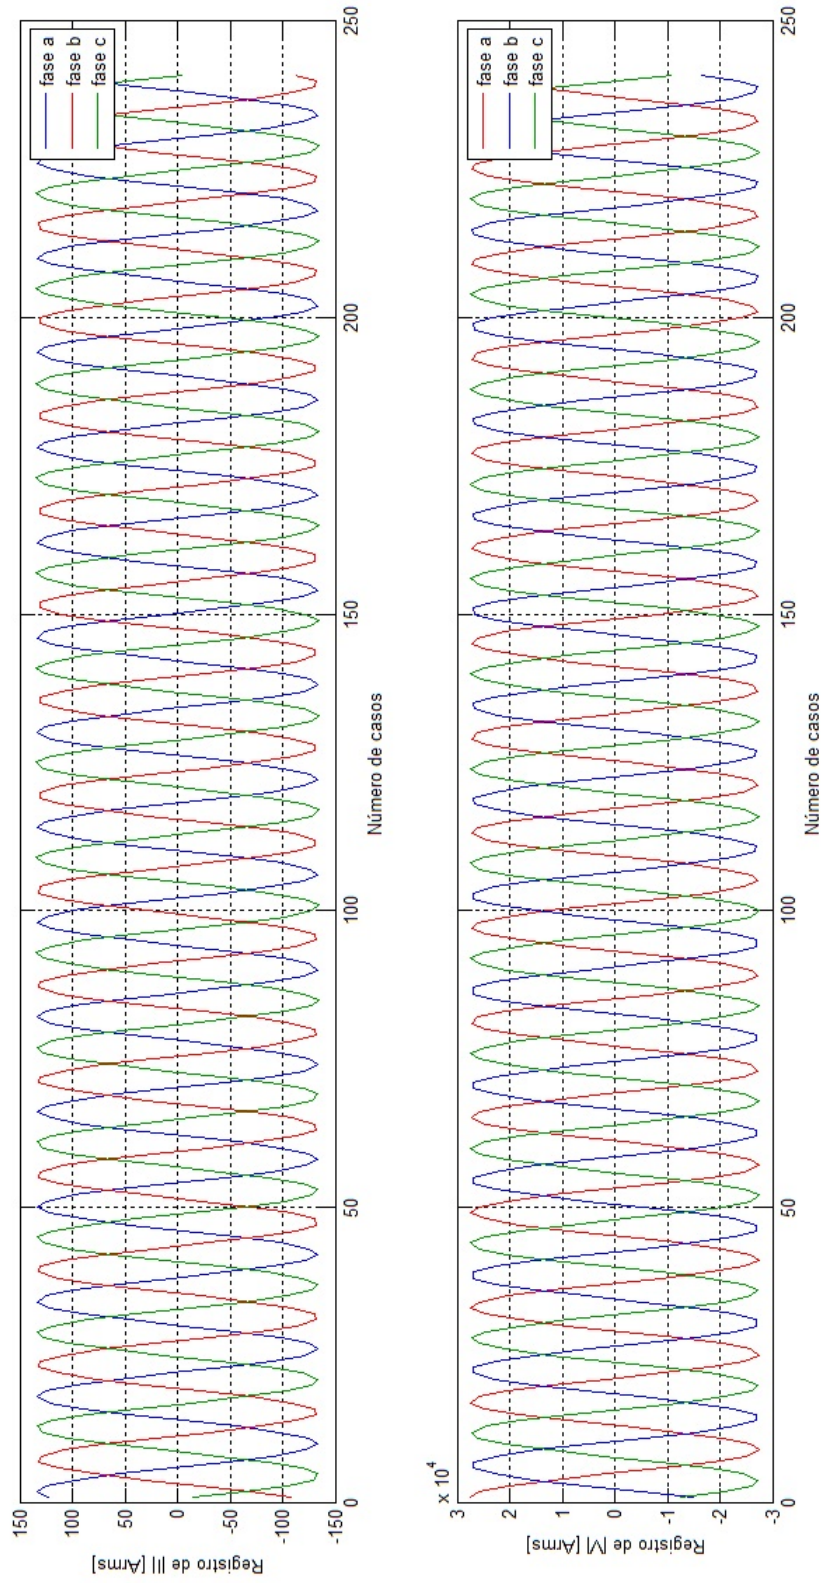 150
100
50
0
-50
-100
-150
Registro de |I| [Arms]
0
50
100
150
200
250
Número de casos
fase a
fase b
fase c
x 10^4
3
2
1
0
-1
-2
-3
Registro de |V| [Arms]
0
50
100
150
200
250
Número de casos
fase a
fase b
fase c